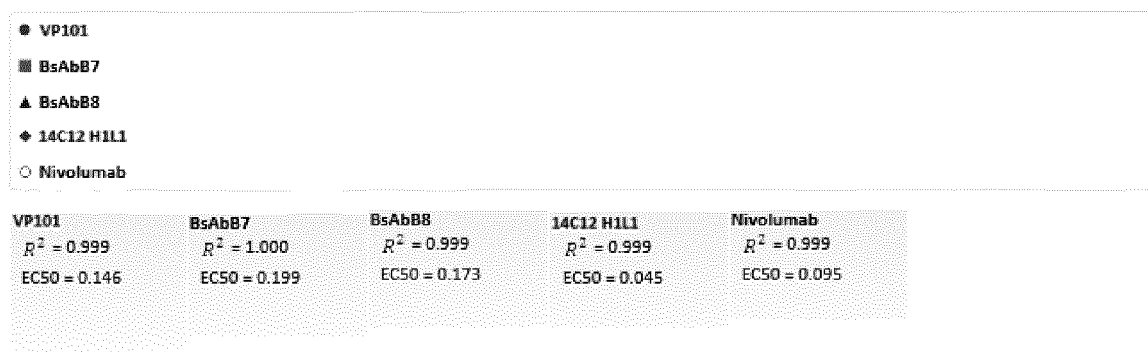 VP101
BsAbB7
BsAbB8
14C12 H1L1
Nivolumab
VP101 BsAbB7 BsAbB8 14C12 H1L1 Nivolumab
R² = 0.999 R² = 1.000 R² = 0.999 R² = 0.999 R² = 0.999
EC50 = 0.146 EC50 = 0.199 EC50 = 0.173 EC50 = 0.045 EC50 = 0.095